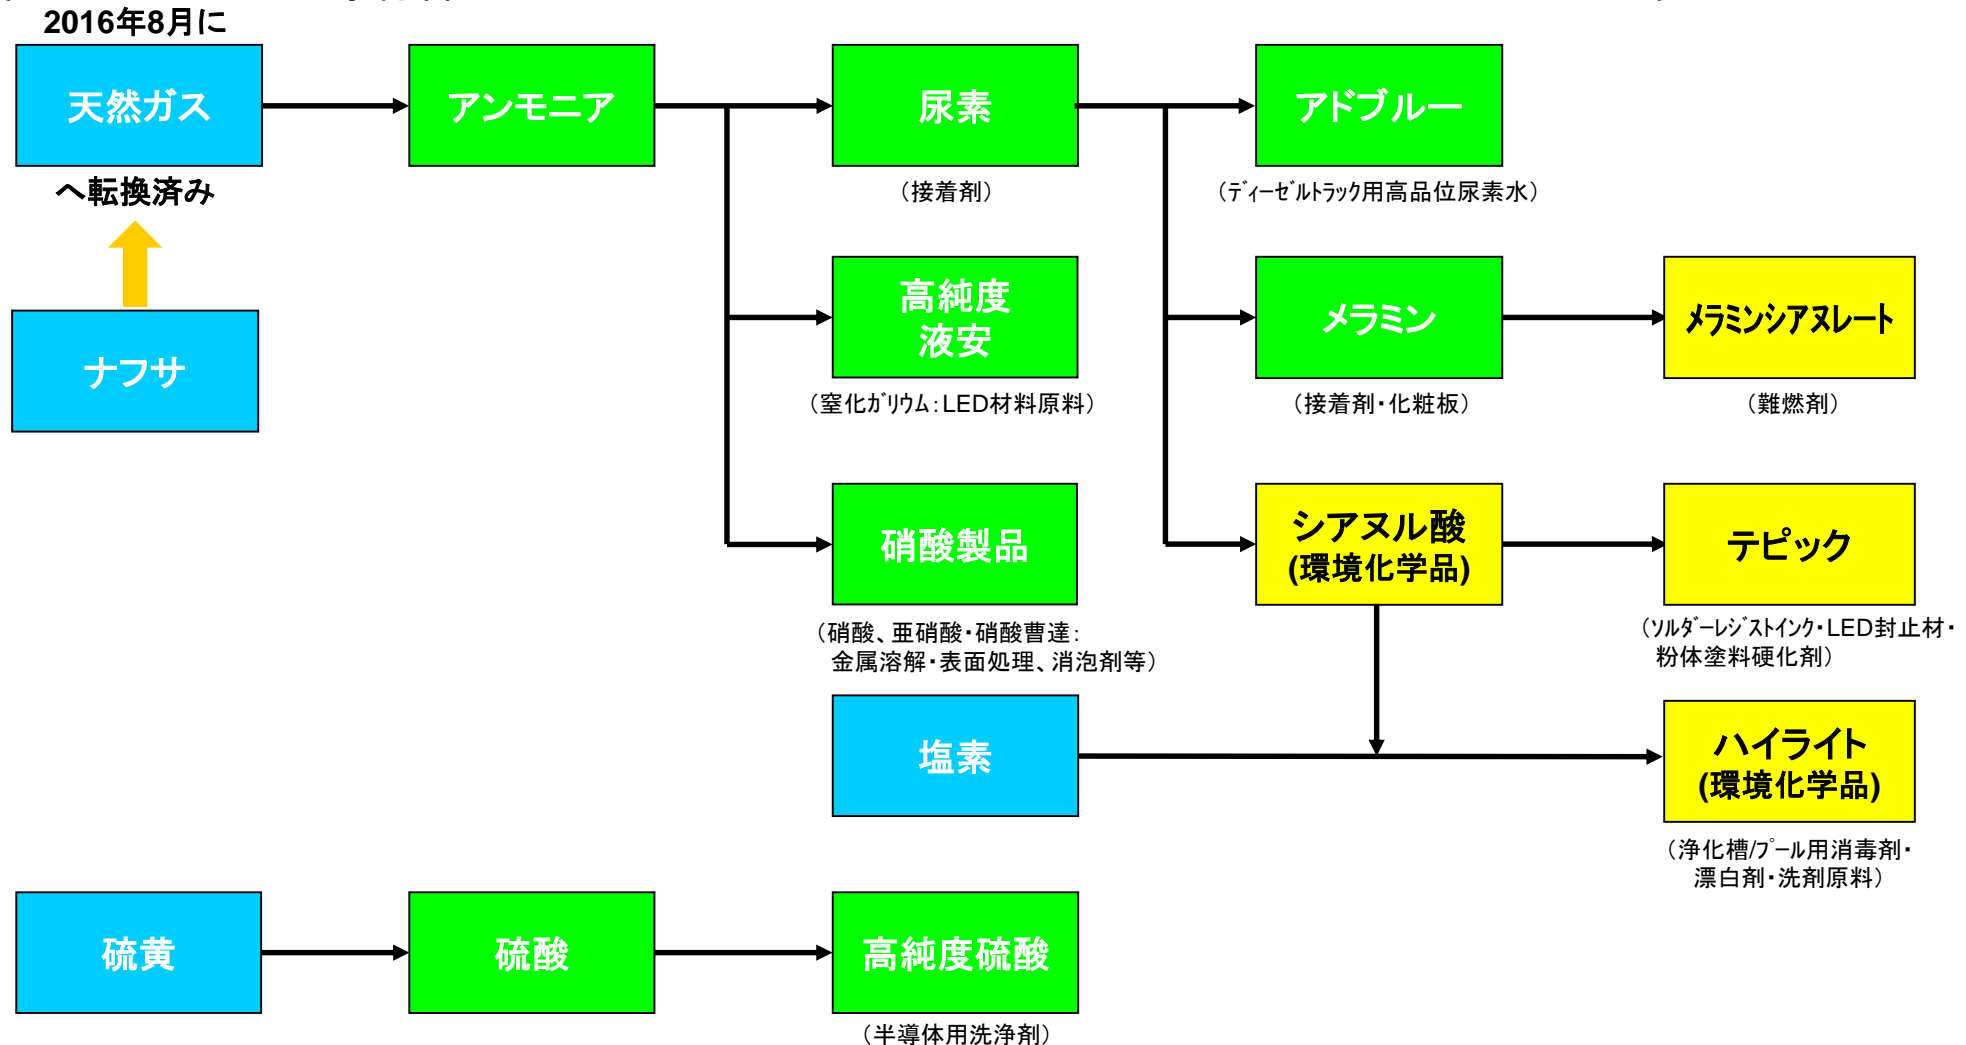 2016年8月に
天然ガス
アンモニア
尿素
アドブルー
へ転換済み
（接着剤）
（ﾃﾞｨｰｾﾞﾙﾄﾗｯｸ用高品位尿素水）
ナフサ
高純度
液安
メラミン
メラミンシアヌレート
（窒化ｶﾞﾘｳﾑ：LED材料原料）
（接着剤・化粧板）
（難燃剤）
硝酸製品
シアヌル酸
(環境化学品)
テピック
（硝酸、亜硝酸・硝酸曹達：
金属溶解・表面処理、消泡剤等）
（ｿﾙﾀﾞｰﾚｼﾞｽﾄｲﾝｸ・LED封止材・
粉体塗料硬化剤）
塩素
ハイライト
(環境化学品)
（浄化槽/ﾌﾟｰﾙ用消毒剤・
漂白剤・洗剤原料）
硫黄
硫酸
高純度硫酸
（半導体用洗浄剤）